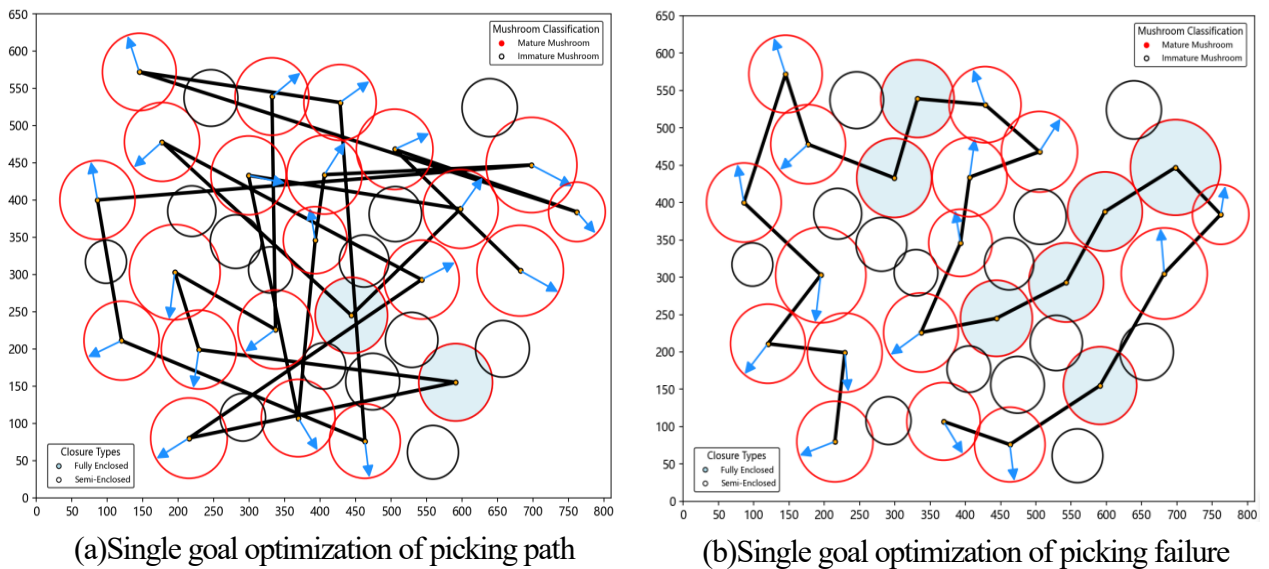 650
600
550
500
450
400
350
300
250
200
150
100
50
0
0 50 100 150 200 250 300 350 400 450 500 550 600 650 700 750 800
Mushroom Classification
Mature Mushroom
Immature Mushroom
Closure Types
Fully Enclosed
Semi-Enclosed
(a)Single goal optimization of picking path
650
600
550
500
450
400
350
300
250
200
150
100
50
0
0 50 100 150 200 250 300 350 400 450 500 550 600 650 700 750 800
Mushroom Classification
Mature Mushroom
Immature Mushroom
Closure Types
Fully Enclosed
Semi-Enclosed
(b)Single goal optimization of picking failure